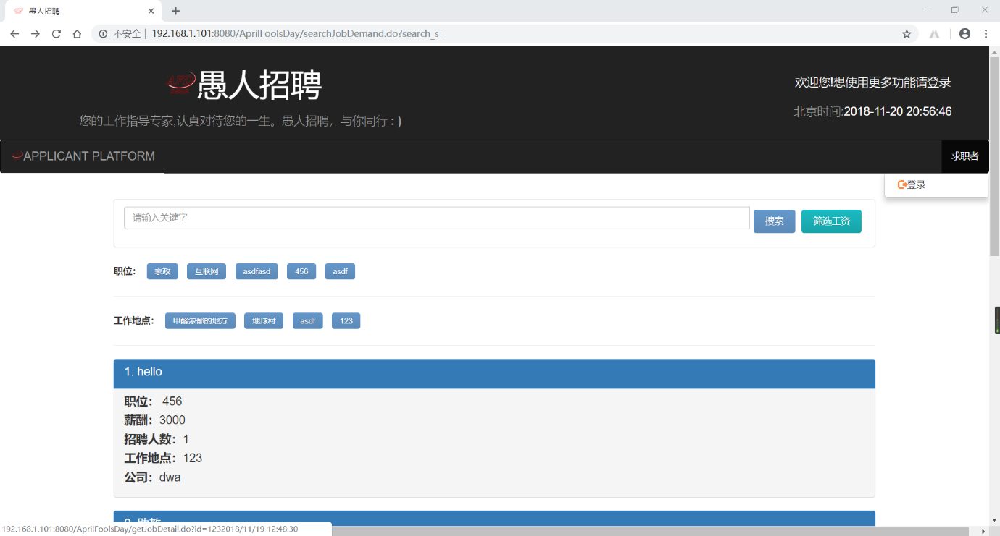 愚人招聘
不安全 | 192.168.1.101:8080/AprilFoolsDay/searchJobDemand.do?search_s=
愚人招聘
欢迎您!想使用更多功能请登录
您的工作指导专家,认真对待您的一生。愚人招聘，与你同行 : )
北京时间:2018-11-20 20:56:46
APPLICANT PLATFORM
求职者
登录
请输入关键字
搜索
筛选工资
职位： 家政 互联网 asdfasd 456 asdf
工作地点： 甲醛浓郁的地方 地球村 asdf 123
1. hello
职位： 456
薪酬：3000
招聘人数：1
工作地点：123
公司：dwa
2. 助教
192.168.1.101:8080/AprilFoolsDay/getJobDetail.do?id=1232018/11/19 12:48:30